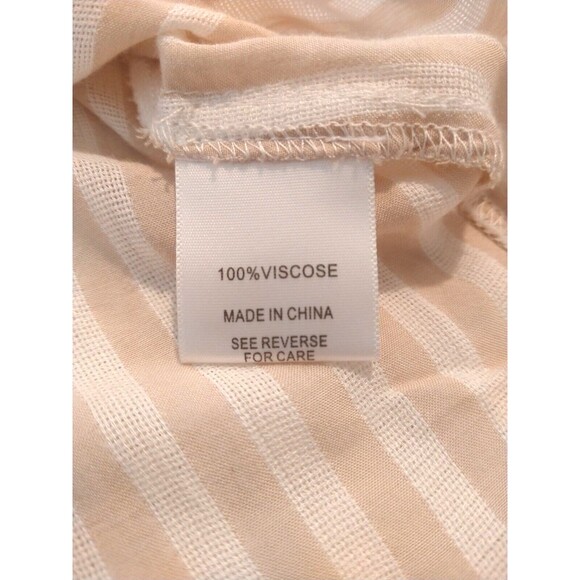 100%VISCOSE
MADE IN CHINA
SEE REVERSE
FOR CARE